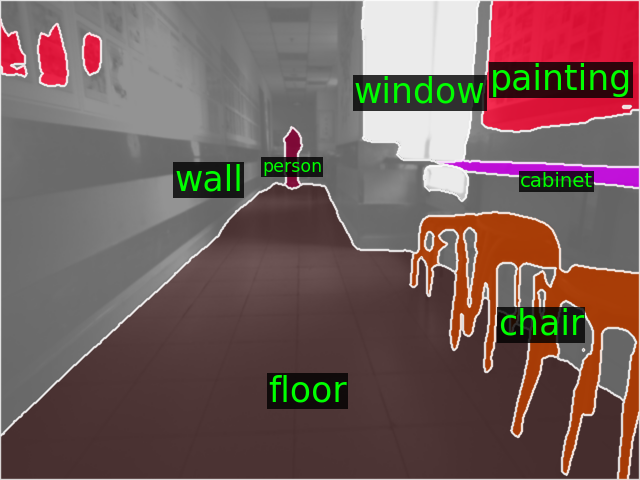 window
painting
person
wall
cabinet
chair
floor